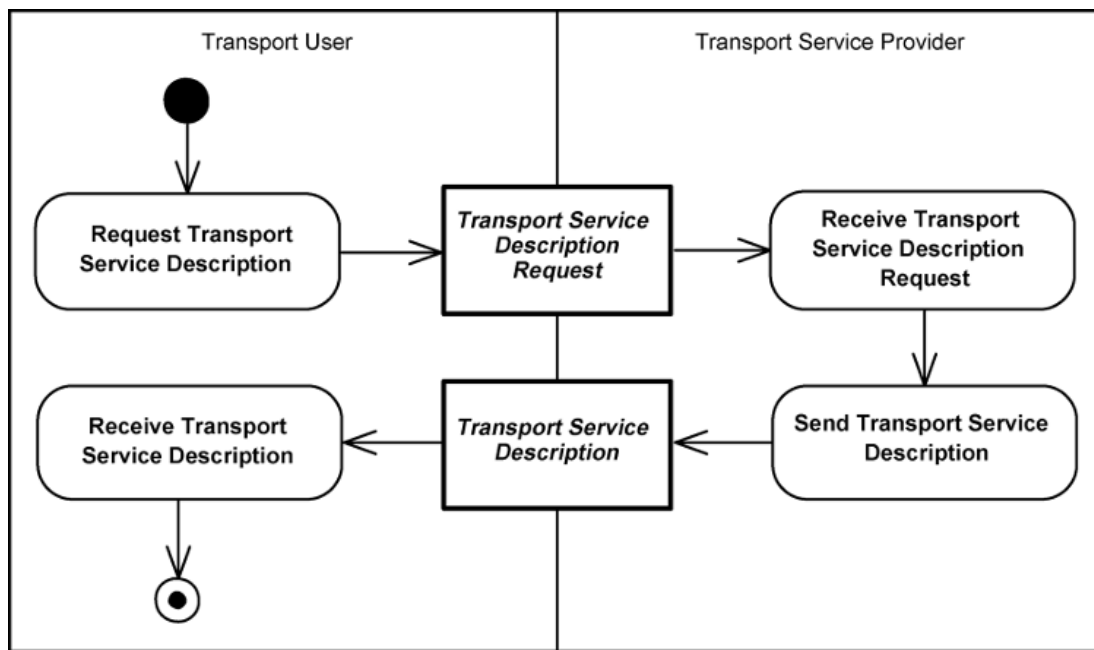 Transport User
Transport Service Provider
Request Transport
Service Description
Transport Service
Description
Request
Receive Transport
Service Description
Request
Receive Transport
Service Description
Transport Service
Description
Send Transport Service
Description